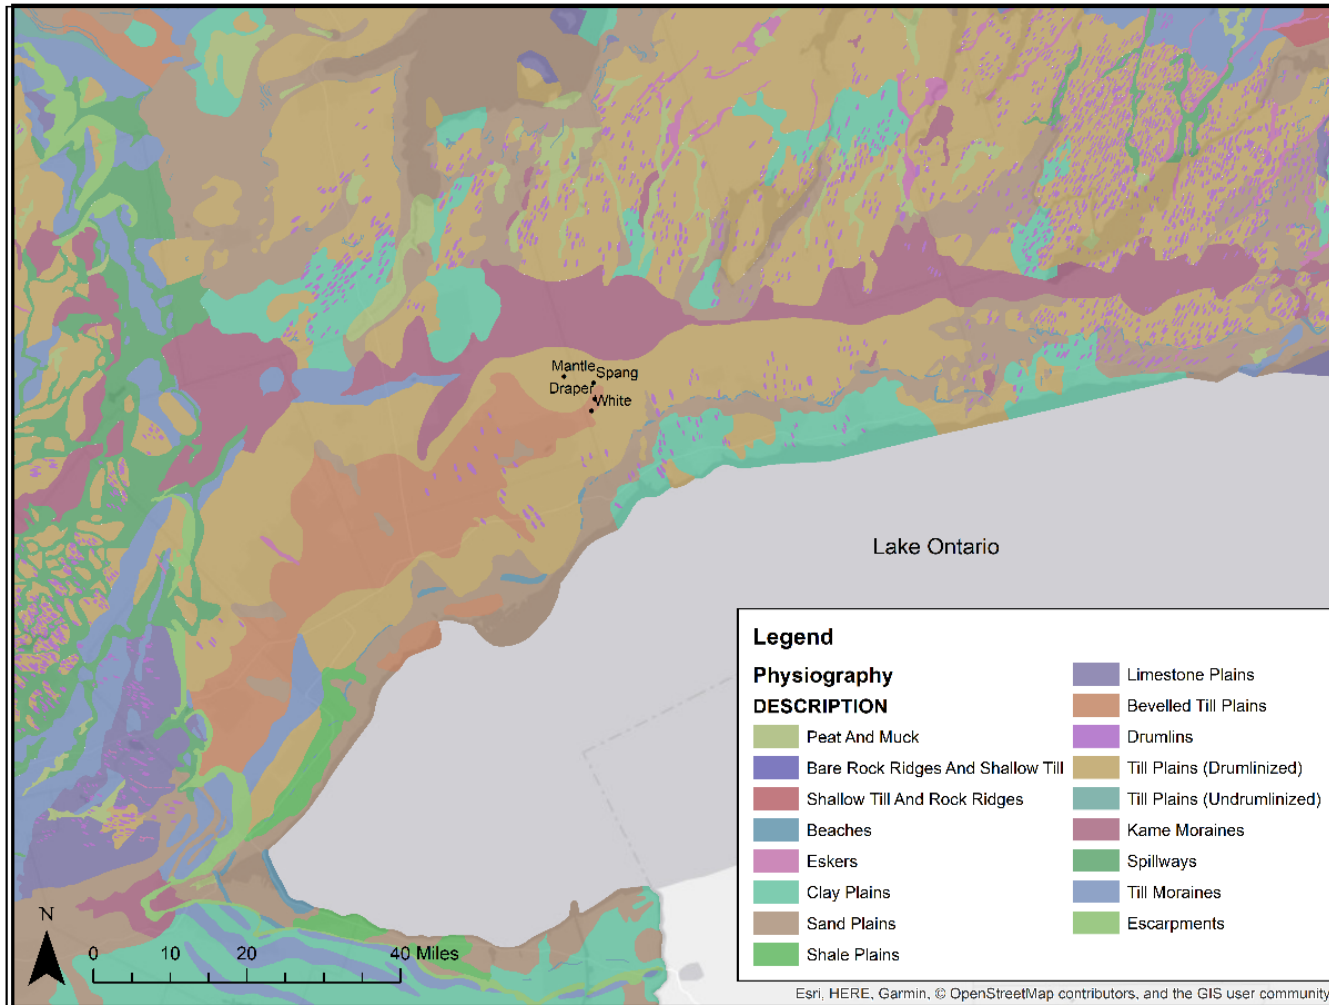 Mantle
Spang
Draper
White
Lake Ontario
Legend
Physiography
DESCRIPTION
Peat And Muck
Bare Rock Ridges And Shallow Till
Shallow Till And Rock Ridges
Beaches
Eskers
Clay Plains
Sand Plains
Shale Plains
Limestone Plains
Bevelled Till Plains
Drumlins
Till Plains (Drumlinized)
Till Plains (Undrumlinized)
Kame Moraines
Spillways
Till Moraines
Escarpments
N
0 10 20 40 Miles
Esri, HERE, Garmin, © OpenStreetMap contributors, and the GIS user community